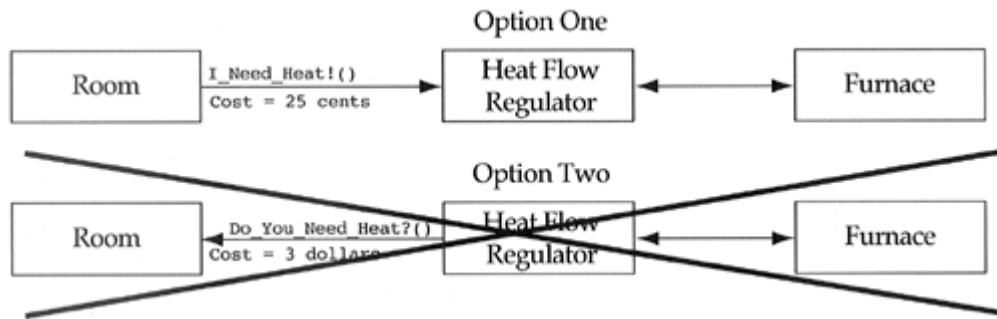 Option One
Room
I_Need_Heat!()
Cost = 25 cents
Heat Flow
Regulator
Furnace
Option Two
Room
Do_You_Need_Heat?()
Cost = 3 dollars
Heat Flow
Regulator
Furnace